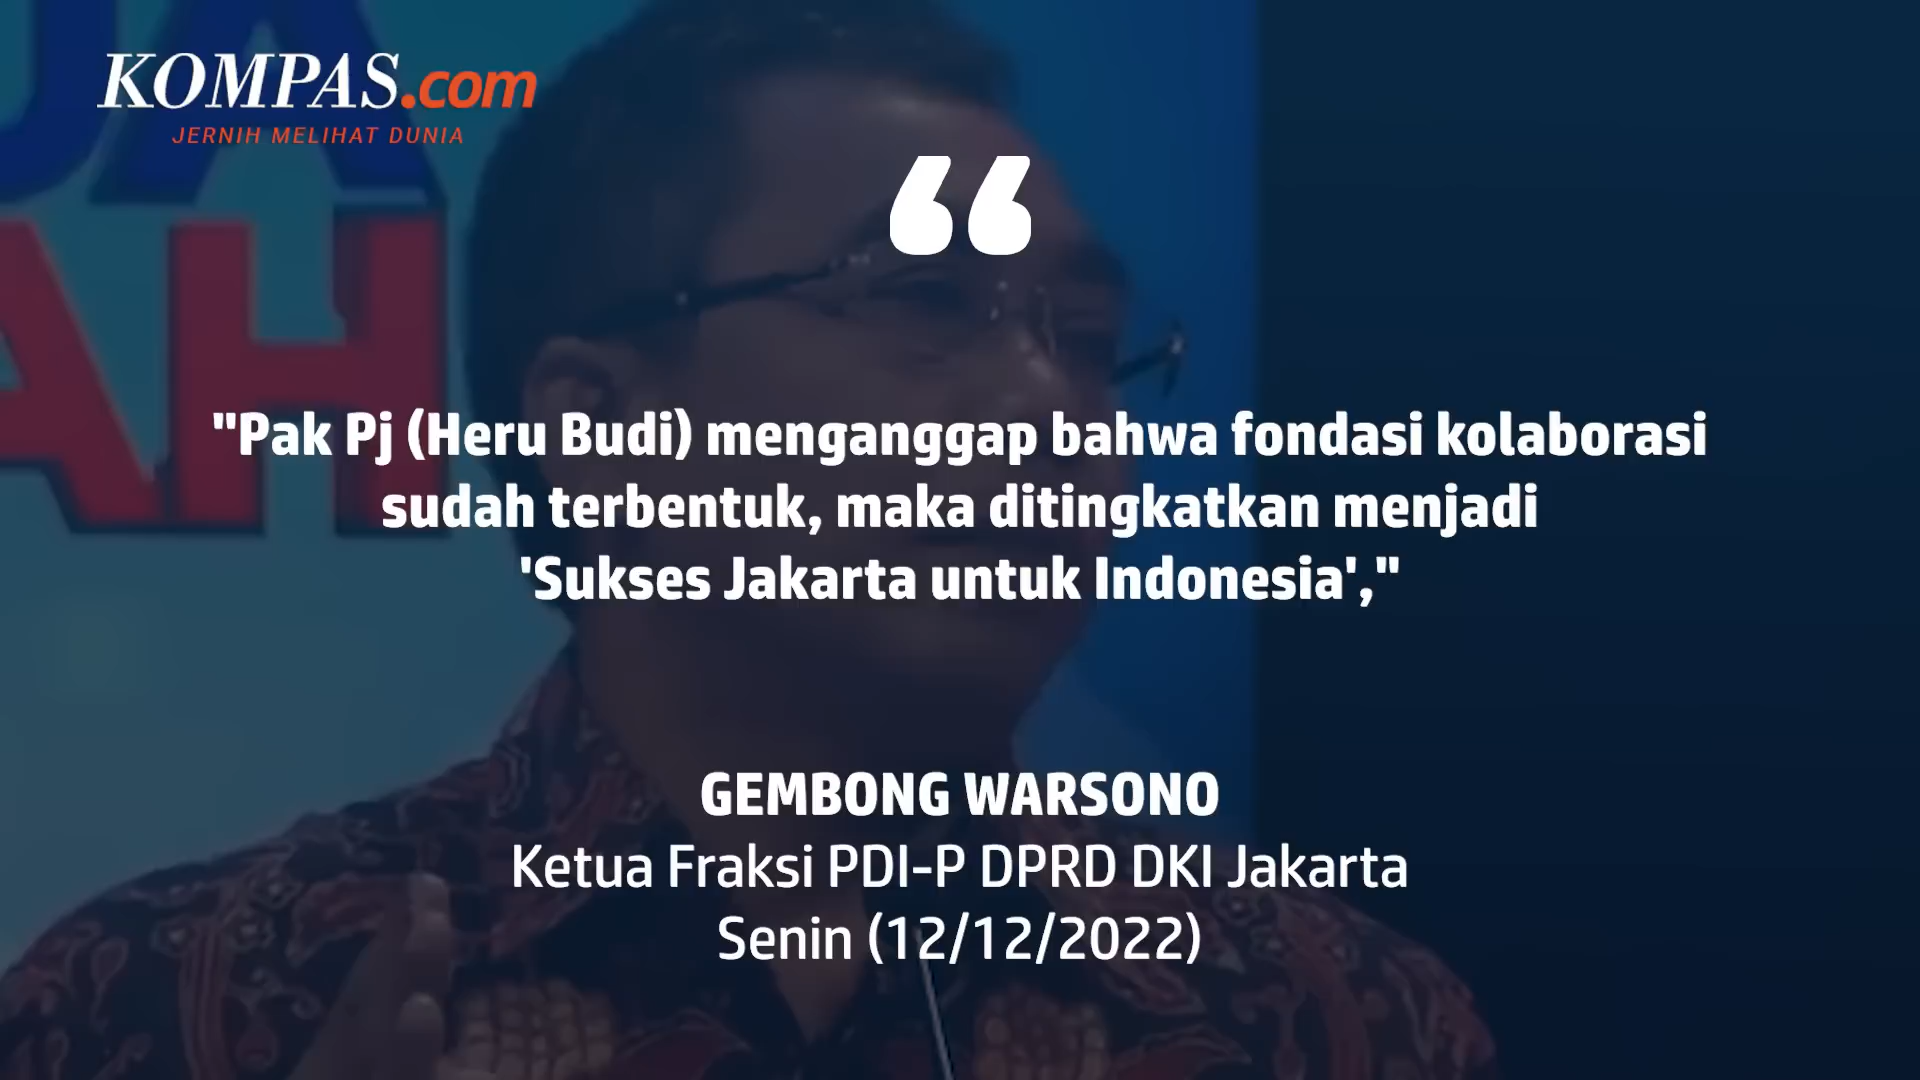 KOMPAS.com
JERNIH MELIHAT DUNIA
"Pak Pj (Heru Budi) menganggap bahwa fondasi kolaborasi
sudah terbentuk, maka ditingkatkan menjadi
'Sukses Jakarta untuk Indonesia',"
GEMBONG WARSONO
Ketua Fraksi PDI-P DPRD DKI Jakarta
Senin (12/12/2022)